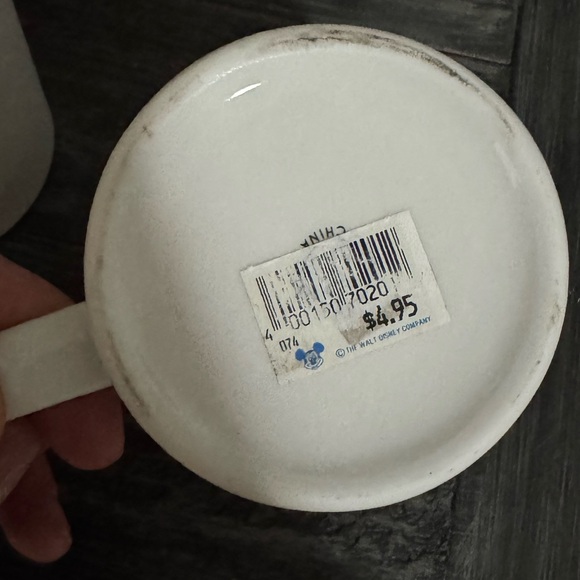 CHINA
4 00150 7020
$4.95
074
© THE WALT DISNEY COMPANY